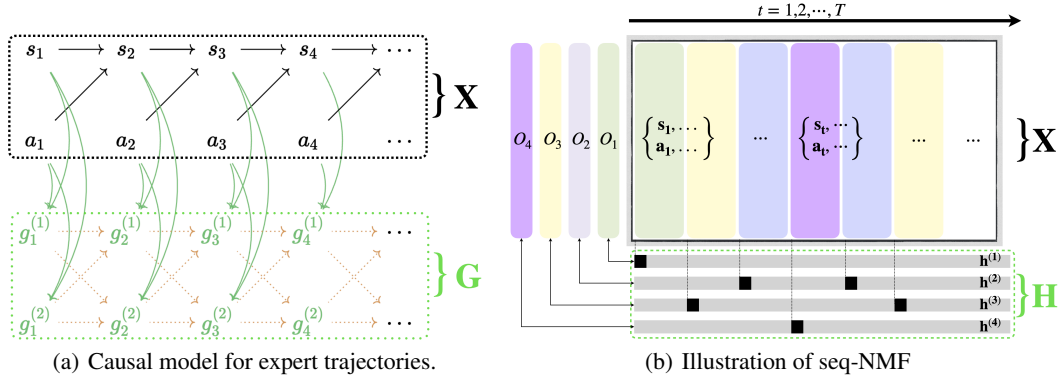 s₁ → s₂ → s₃ → s₄ → ⋯
a₁ a₂ a₃ a₄ ⋯
} X
g₁⁽¹⁾ g₂⁽¹⁾ g₃⁽¹⁾ g₄⁽¹⁾ ⋯
g₁⁽²⁾ g₂⁽²⁾ g₃⁽²⁾ g₄⁽²⁾ ⋯
} G
(a) Causal model for expert trajectories.
t = 1,2,⋯, T
O₄ O₃ O₂ O₁
{s₁, . . .
a₁, . . .}
⋯
{sₜ, ⋯
aₜ, ⋯}
⋯ ⋯
} X
h⁽¹⁾
h⁽²⁾
h⁽³⁾
h⁽⁴⁾
} H
(b) Illustration of seq-NMF